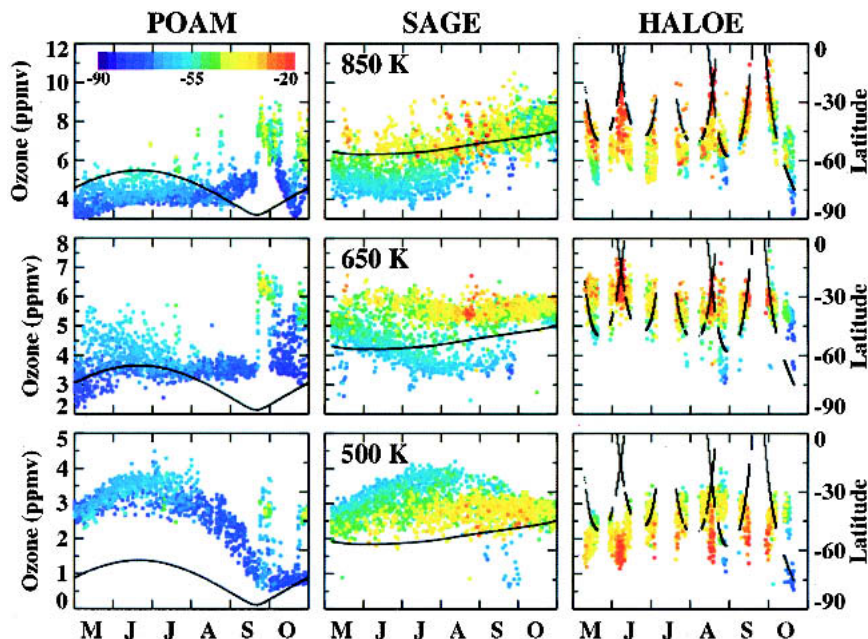 POAM SAGE HALOE
-90 -55 -20
850 K
Ozone (ppmv)
12
10
8
6
4
0
-30
-60
-90
Latitude
650 K
Ozone (ppmv)
8
7
6
5
4
3
2
0
-30
-60
-90
Latitude
500 K
Ozone (ppmv)
5
4
3
2
1
0
0
-30
-60
-90
Latitude
M J J A S O M J J A S O M J J A S O